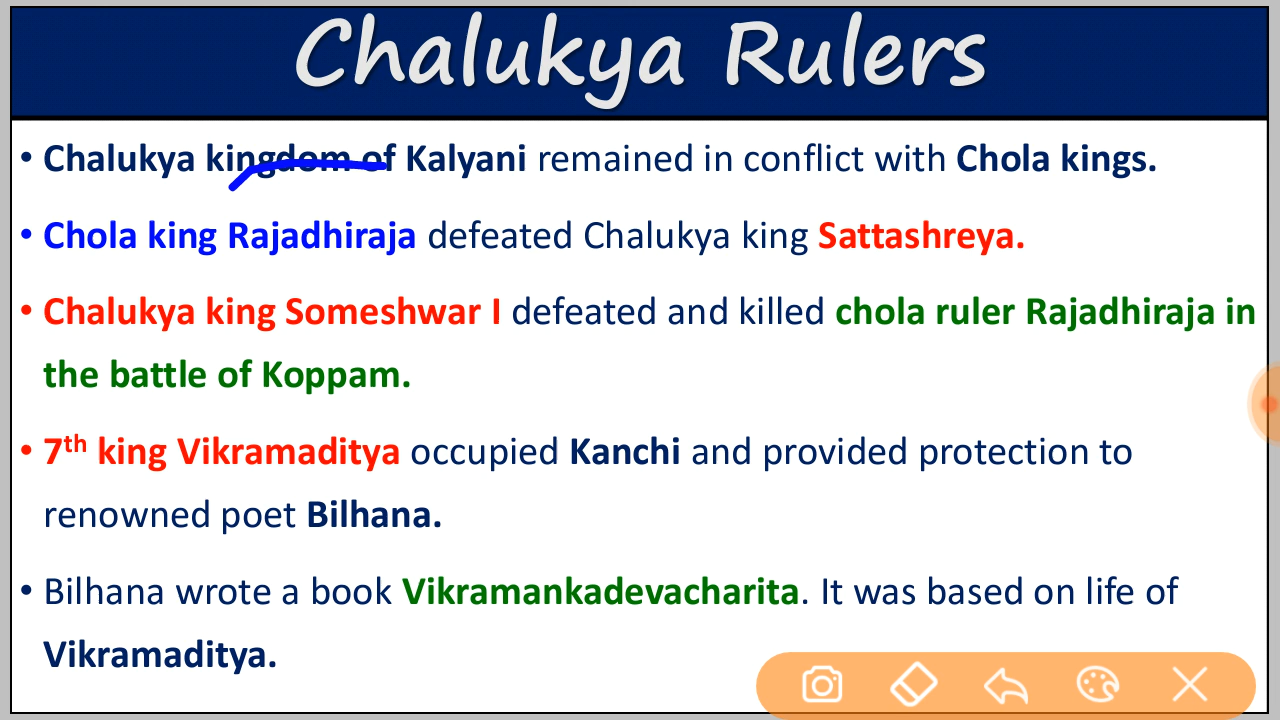 Chalukya Rulers
• Chalukya kingdom of Kalyani remained in conflict with Chola kings.
• Chola king Rajadhiraja defeated Chalukya king Sattashreya.
• Chalukya king Someshwar I defeated and killed chola ruler Rajadhiraja in
the battle of Koppam.
• 7th king Vikramaditya occupied Kanchi and provided protection to
renowned poet Bilhana.
• Bilhana wrote a book Vikramankadevacharita. It was based on life of
Vikramaditya.